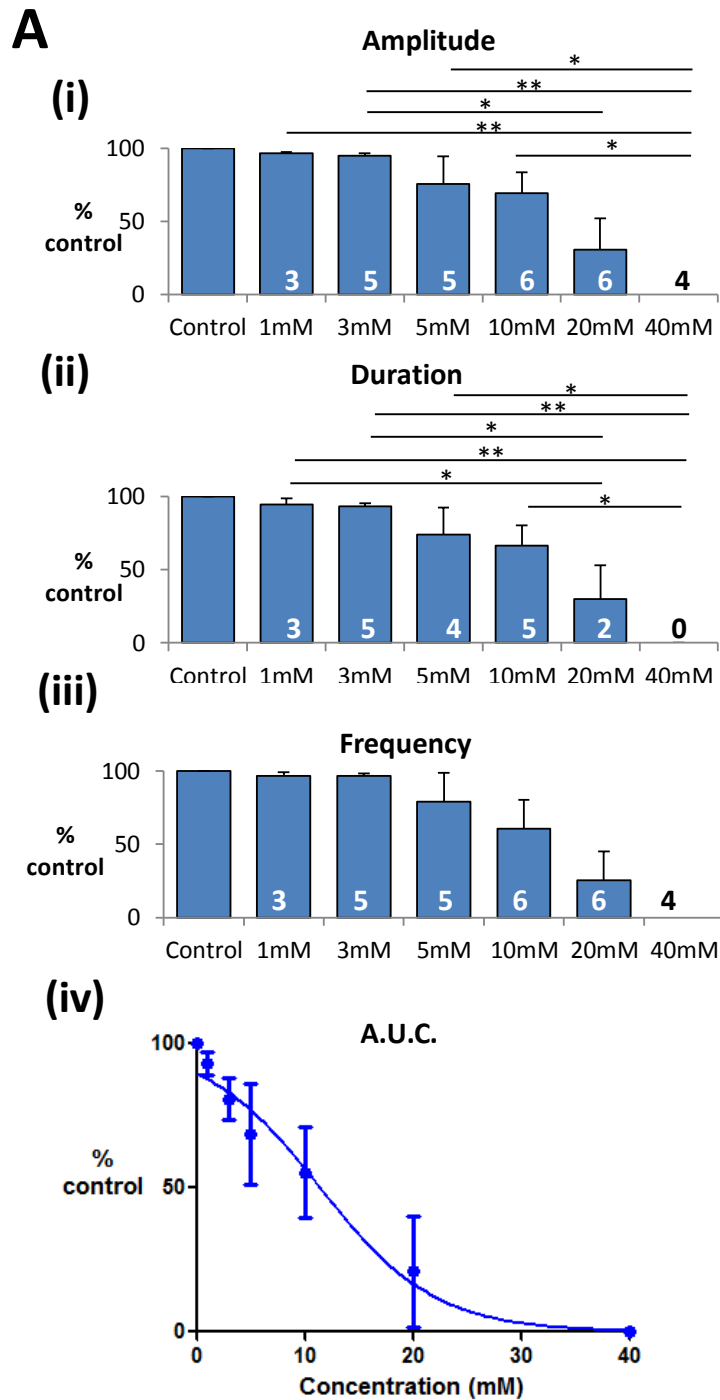 A
Amplitude
(i)
*
**
*
**
*
100
50
0
%
control
3 5 5 6 6 4
Control 1mM 3mM 5mM 10mM 20mM 40mM
(ii)
Duration
*
**
*
**
*
*
100
50
0
%
control
3 5 4 5 2 0
Control 1mM 3mM 5mM 10mM 20mM 40mM
(iii)
Frequency
100
50
0
%
control
3 5 5 6 6 4
Control 1mM 3mM 5mM 10mM 20mM 40mM
(iv)
A.U.C.
100
50
0
%
control
0 10 20 30 40
Concentration (mM)